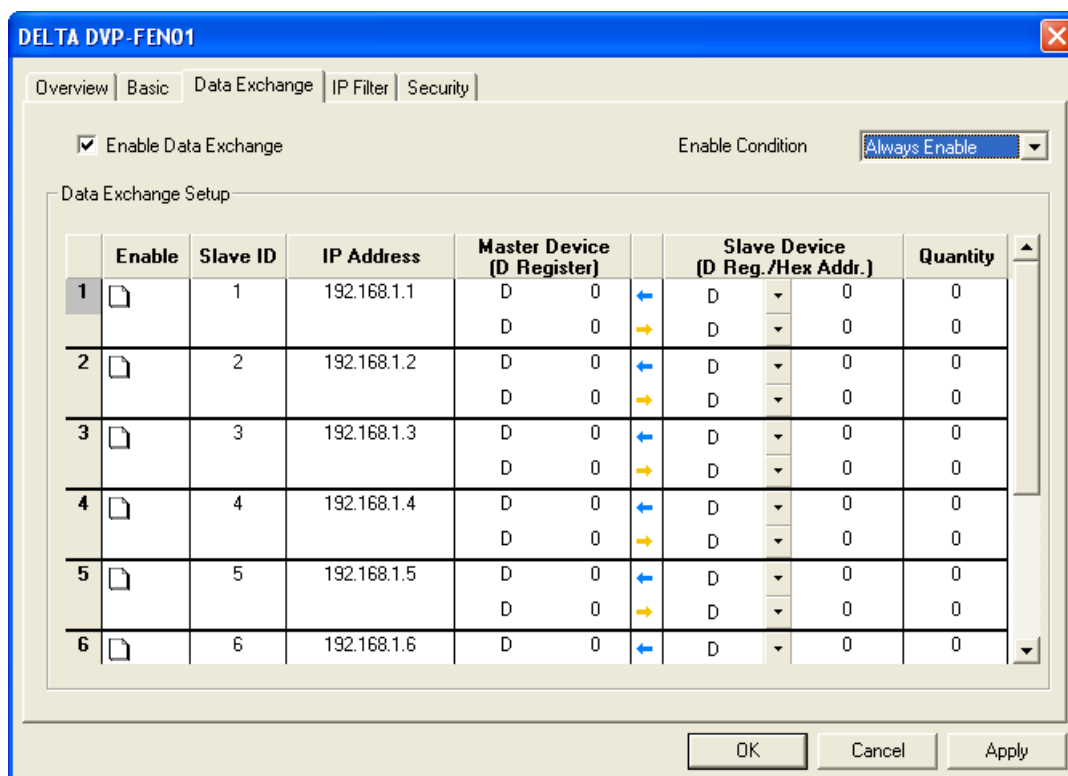 DELTA DVP-FEN01
Overview Basic Data Exchange IP Filter Security
Enable Data Exchange Enable Condition Always Enable
Data Exchange Setup
Enable Slave ID IP Address Master Device (D Register) Slave Device (D Reg./Hex Addr.) Quantity
1 1 192.168.1.1 D 0 D 0 0
D 0 D 0 0
2 2 192.168.1.2 D 0 D 0 0
D 0 D 0 0
3 3 192.168.1.3 D 0 D 0 0
D 0 D 0 0
4 4 192.168.1.4 D 0 D 0 0
D 0 D 0 0
5 5 192.168.1.5 D 0 D 0 0
D 0 D 0 0
6 6 192.168.1.6 D 0 D 0 0
OK Cancel Apply